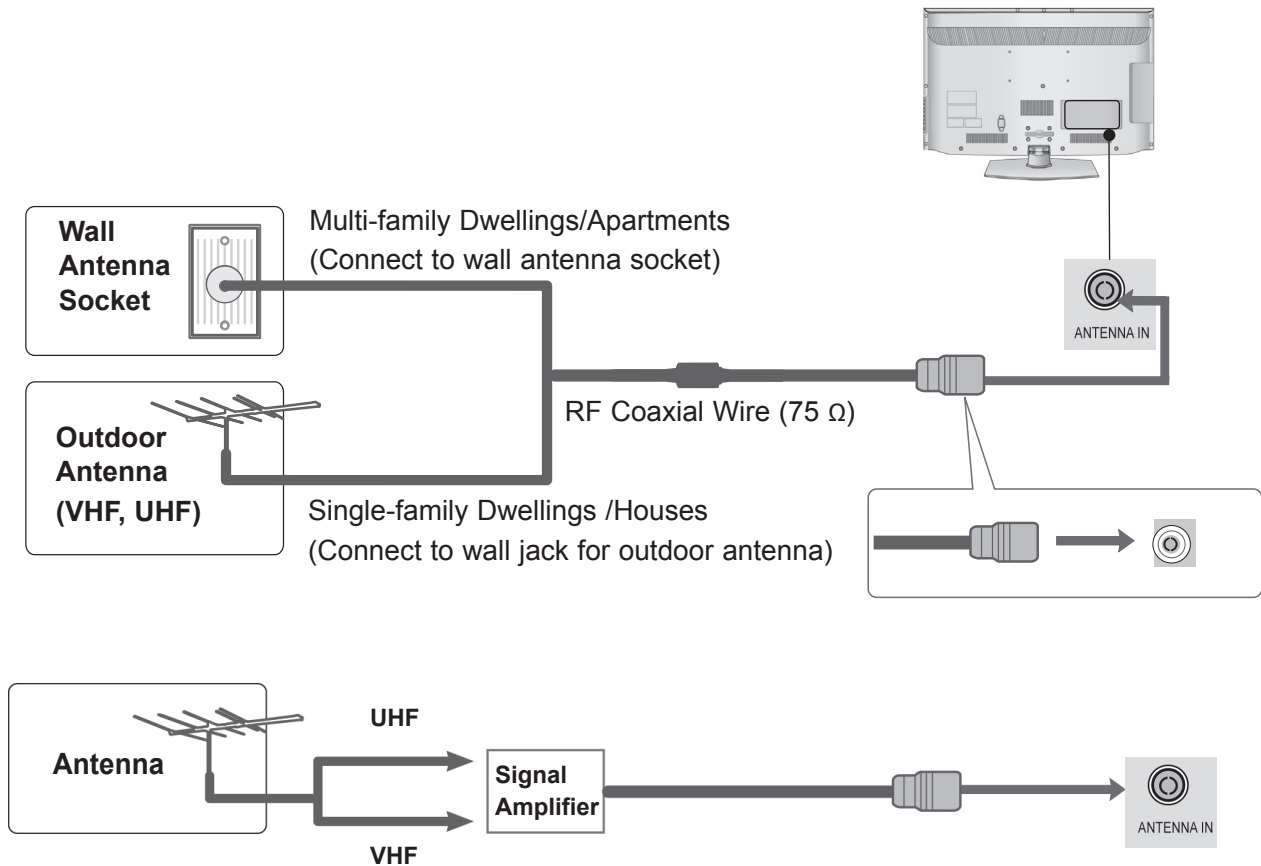 Wall
Antenna
Socket
Multi-family Dwellings/Apartments
(Connect to wall antenna socket)
ANTENNA IN
RF Coaxial Wire (75 Ω)
Outdoor
Antenna
(VHF, UHF)
Single-family Dwellings /Houses
(Connect to wall jack for outdoor antenna)
Antenna
UHF
VHF
Signal
Amplifier
ANTENNA IN